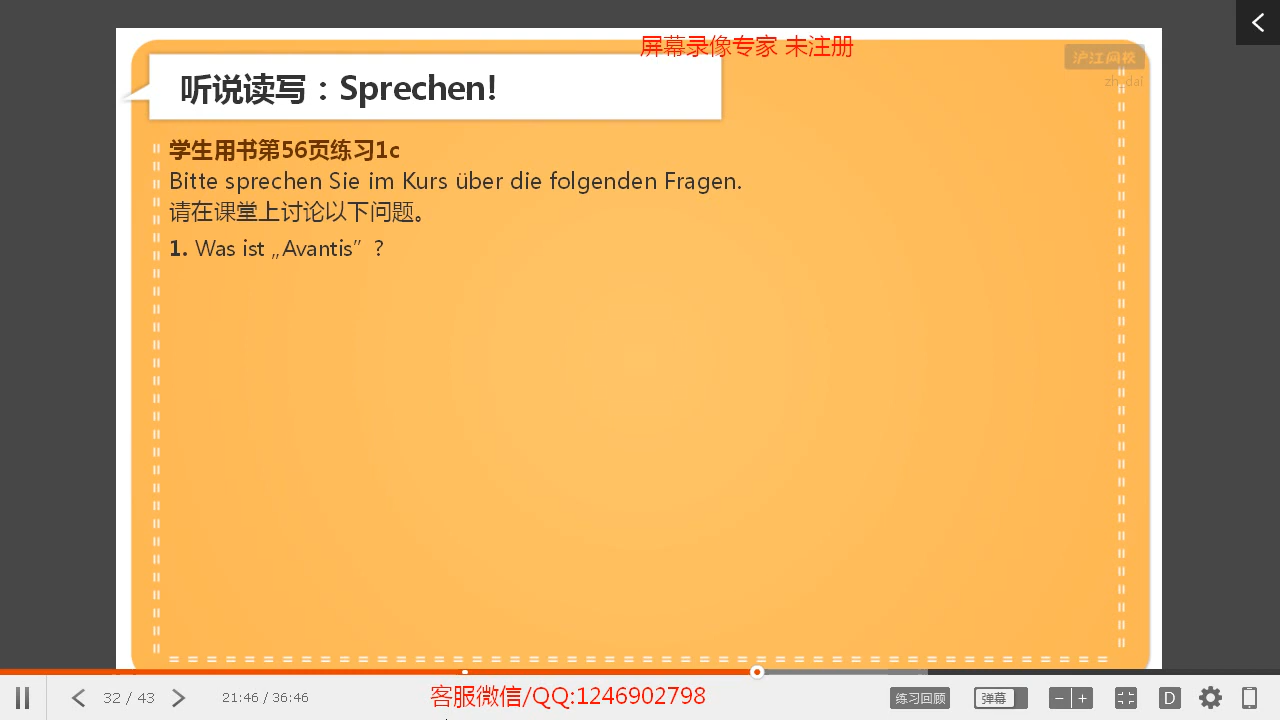 屏幕录像专家 未注册
沪江网校
zh_dai
听说读写：Sprechen!
学生用书第56页练习1c
Bitte sprechen Sie im Kurs über die folgenden Fragen.
请在课堂上讨论以下问题。
1. Was ist „Avantis”？
32 / 43
21:46 / 36:46
客服微信/QQ:1246902798
练习回顾
弹幕
D